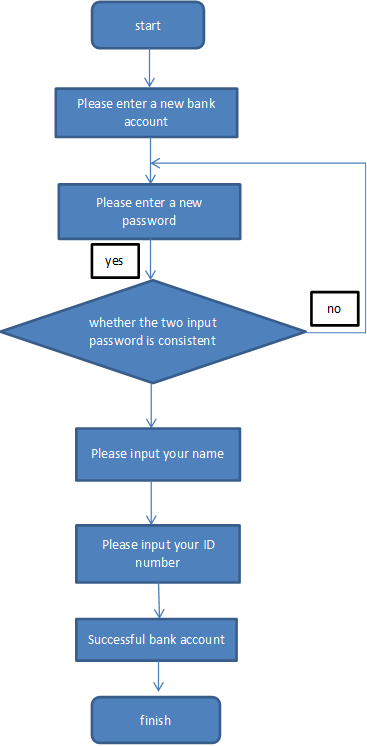 start
Please enter a new bank
account
Please enter a new
password
yes
whether the two input
password is consistent
no
Please input your name
Please input your ID
number
Successful bank account
finish